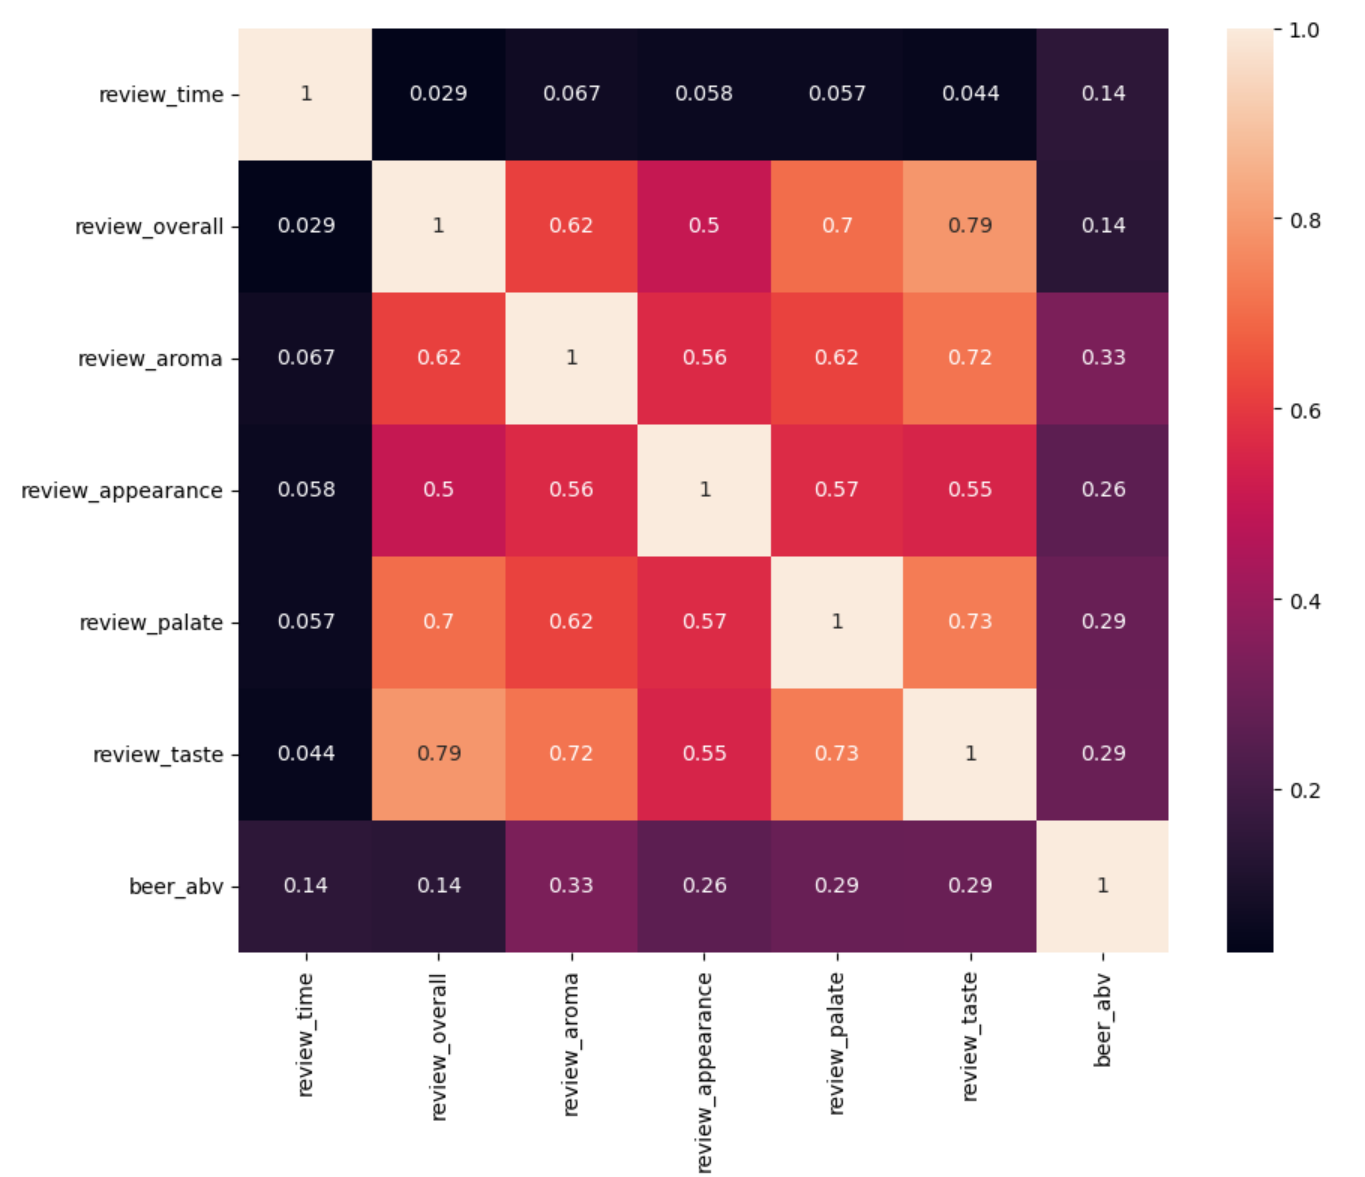 review_time 1 0.029 0.067 0.058 0.057 0.044 0.14
review_overall 0.029 1 0.62 0.5 0.7 0.79 0.14
review_aroma 0.067 0.62 1 0.56 0.62 0.72 0.33
review_appearance 0.058 0.5 0.56 1 0.57 0.55 0.26
review_palate 0.057 0.7 0.62 0.57 1 0.73 0.29
review_taste 0.044 0.79 0.72 0.55 0.73 1 0.29
beer_abv 0.14 0.14 0.33 0.26 0.29 0.29 1
review_time
review_overall
review_aroma
review_appearance
review_palate
review_taste
beer_abv
1.0
0.8
0.6
0.4
0.2